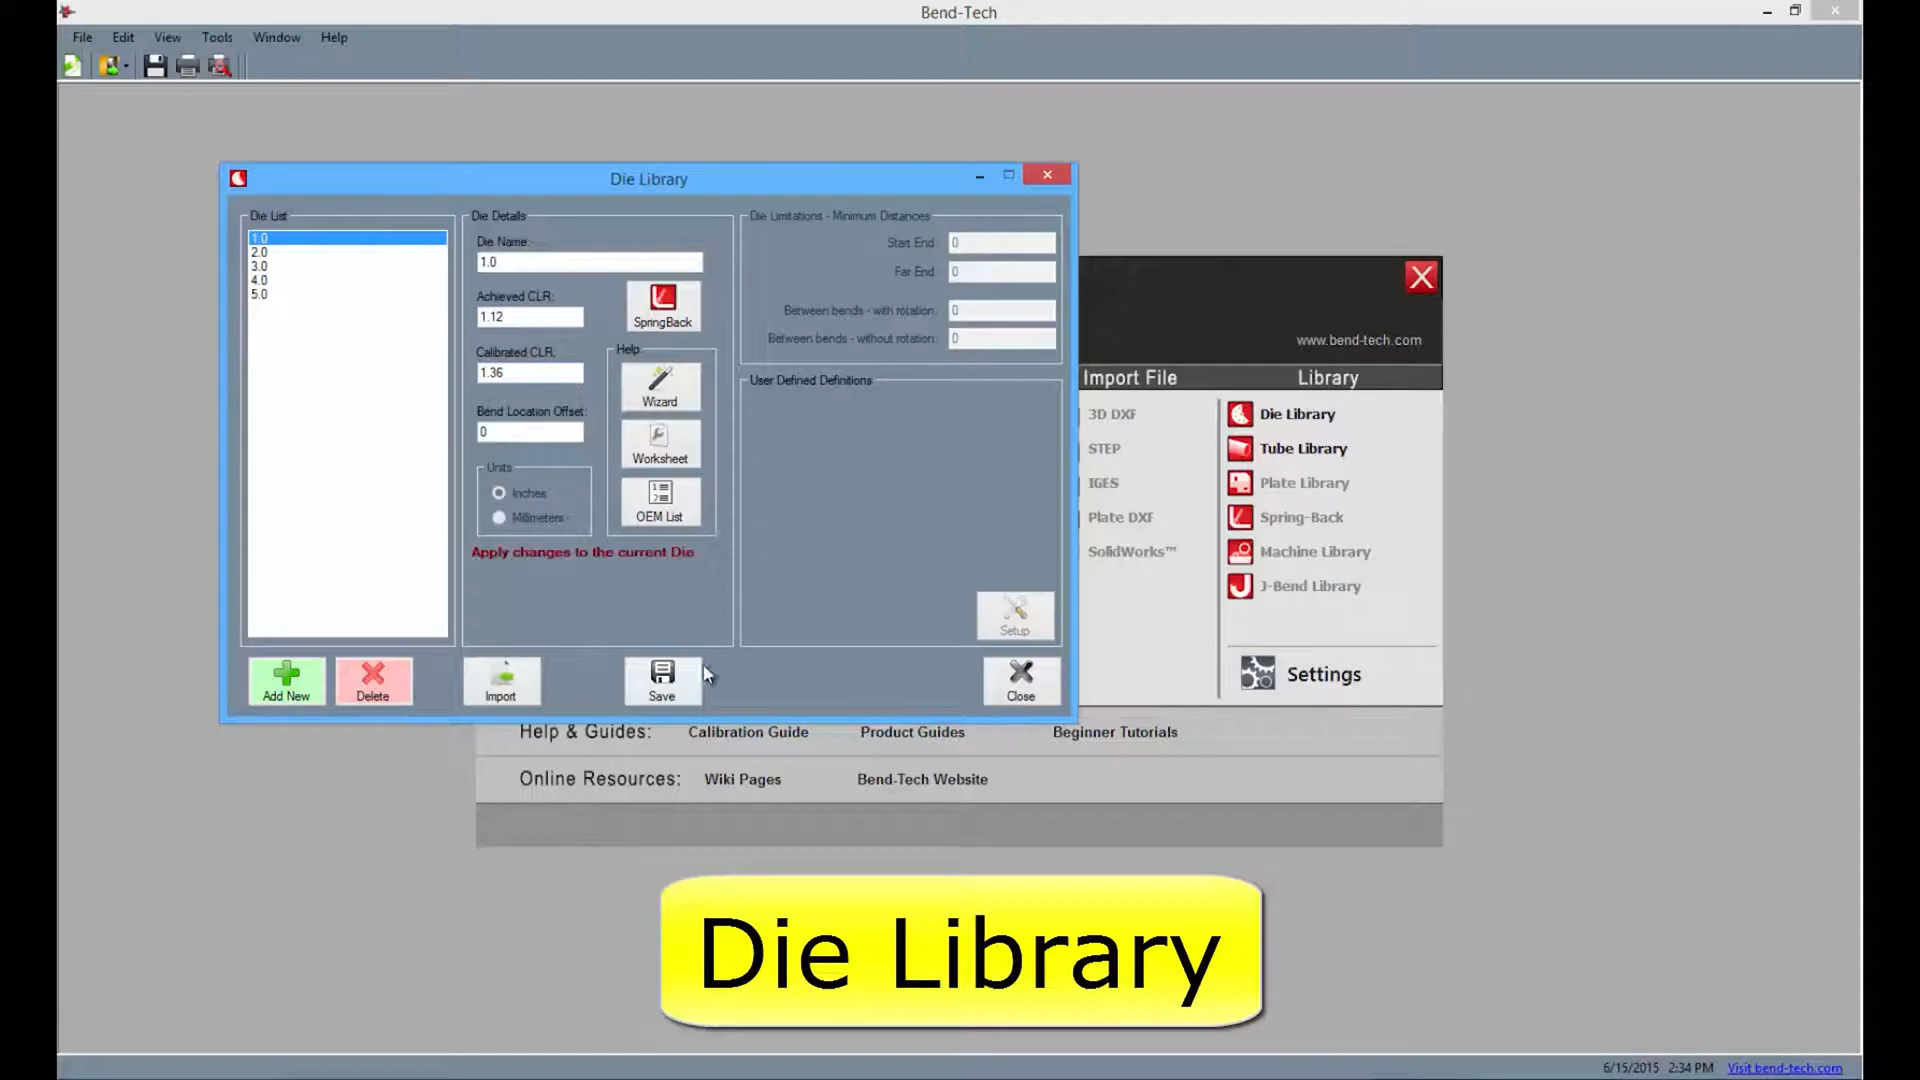 Bend-Tech
File Edit View Tools Window Help
Die Library
Die List
1.0
2.0
3.0
4.0
5.0
Die Details
Die Name:
1.0
Achieved CLR:
1.12
SpringBack
Calibrated CLR:
1.36
Help
Wizard
Bend Location Offset:
0
Worksheet
Units
Inches
Millimeters
OEM List
Apply changes to the current Die
Die Limitations - Minimum Distances
Start End 0
Far End 0
Between bends - with rotation 0
Between bends - without rotation 0
User Defined Definitions
Setup
Add New
Delete
Import
Save
Close
www.bend-tech.com
Import File
3D DXF
STEP
IGES
Plate DXF
SolidWorks™
Library
Die Library
Tube Library
Plate Library
Spring-Back
Machine Library
J-Bend Library
Settings
Help & Guides: Calibration Guide Product Guides Beginner Tutorials
Online Resources: Wiki Pages Bend-Tech Website
Die Library
6/15/2015 2:34 PM Visit bend-tech.com